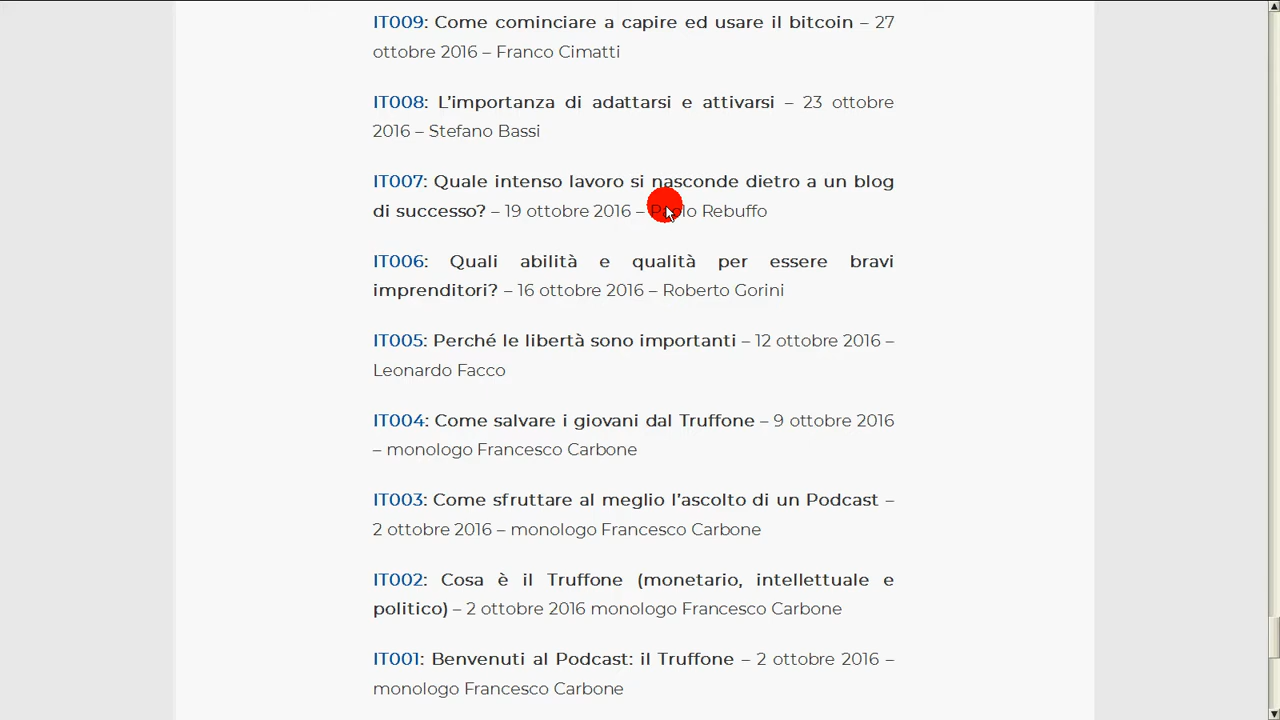 IT009: Come cominciare a capire ed usare il bitcoin – 27
ottobre 2016 – Franco Cimatti
IT008: L’importanza di adattarsi e attivarsi – 23 ottobre
2016 – Stefano Bassi
IT007: Quale intenso lavoro si nasconde dietro a un blog
di successo? – 19 ottobre 2016 – Paolo Rebuffo
IT006: Quali abilità e qualità per essere bravi
imprenditori? – 16 ottobre 2016 – Roberto Gorini
IT005: Perché le libertà sono importanti – 12 ottobre 2016 –
Leonardo Facco
IT004: Come salvare i giovani dal Truffone – 9 ottobre 2016
– monologo Francesco Carbone
IT003: Come sfruttare al meglio l’ascolto di un Podcast –
2 ottobre 2016 – monologo Francesco Carbone
IT002: Cosa è il Truffone (monetario, intellettuale e
politico) – 2 ottobre 2016 monologo Francesco Carbone
IT001: Benvenuti al Podcast: il Truffone – 2 ottobre 2016 –
monologo Francesco Carbone